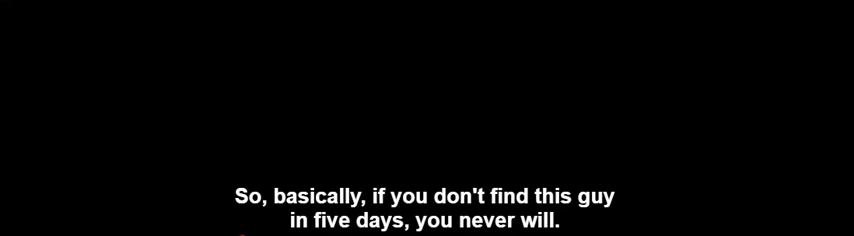 So, basically, if you don't find this guy
in five days, you never will.